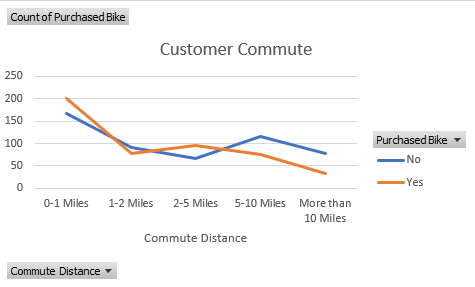 Count of Purchased Bike
Customer Commute
250
200
150
100
50
0
0-1 Miles
1-2 Miles
2-5 Miles
5-10 Miles
More than
10 Miles
Commute Distance
Purchased Bike
No
Yes
Commute Distance